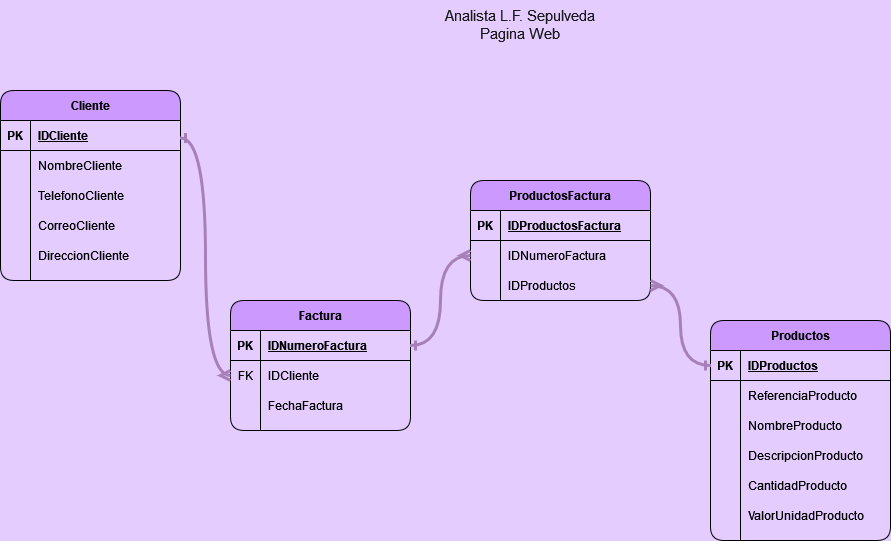 Analista L.F. Sepulveda
Pagina Web
Cliente
PK IDCliente
NombreCliente
TelefonoCliente
CorreoCliente
DireccionCliente
Factura
PK IDNumeroFactura
FK IDCliente
FechaFactura
ProductosFactura
PK IDProductosFactura
IDNumeroFactura
IDProductos
Productos
PK IDProductos
ReferenciaProducto
NombreProducto
DescripcionProducto
CantidadProducto
ValorUnidadProducto